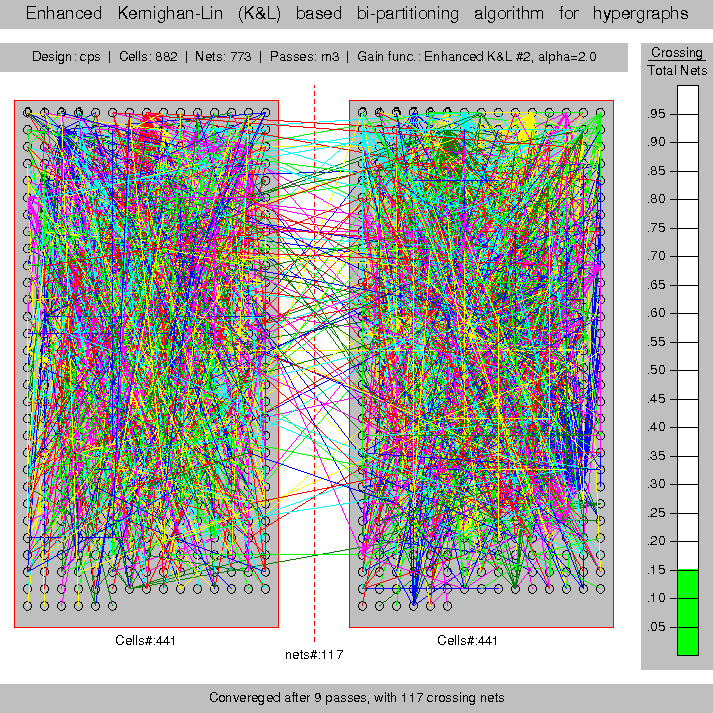 Enhanced Kernighan-Lin (K&L) based bi-partitioning algorithm for hypergraphs
Design: cps | Cells: 882 | Nets: 773 | Passes: m3 | Gain func.: Enhanced K&L #2, alpha=2.0
Crossing
Total Nets
.95
.90
.85
.80
.75
.70
.65
.60
.55
.50
.45
.40
.35
.30
.25
.20
.15
.10
.05
Cells#:441
Cells#:441
nets#:117
Convereged after 9 passes, with 117 crossing nets